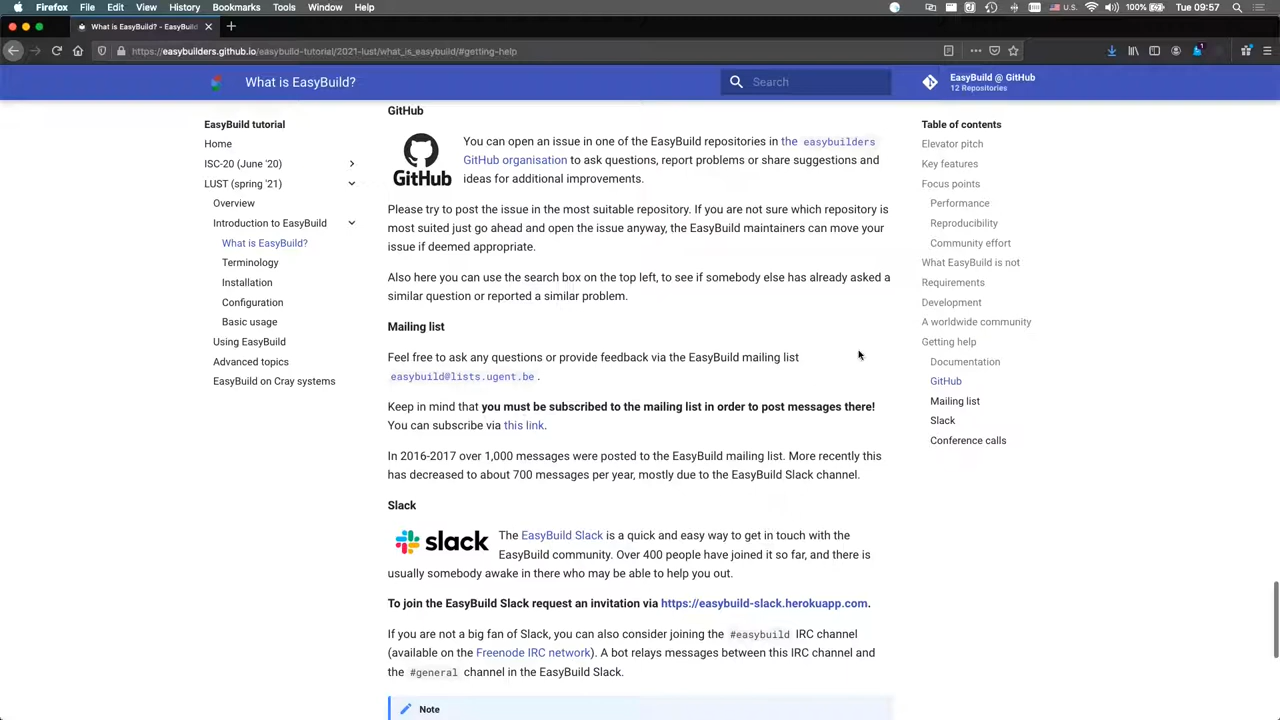 Firefox File Edit View History Bookmarks Tools Window Help U.S. 100% Tue 09:57
What is EasyBuild? - EasyBuild
https://easybuilders.github.io/easybuild-tutorial/2021-lust/what_is_easybuild/#getting-help
What is EasyBuild?
Search
EasyBuild @ GitHub
12 Repositories
EasyBuild tutorial
Home
ISC-20 (June '20)
LUST (spring '21)
Overview
Introduction to EasyBuild
What is EasyBuild?
Terminology
Installation
Configuration
Basic usage
Using EasyBuild
Advanced topics
EasyBuild on Cray systems
GitHub
GitHub
You can open an issue in one of the EasyBuild repositories in the easybuilders
GitHub organisation to ask questions, report problems or share suggestions and
ideas for additional improvements.
Please try to post the issue in the most suitable repository. If you are not sure which repository is
most suited just go ahead and open the issue anyway, the EasyBuild maintainers can move your
issue if deemed appropriate.
Also here you can use the search box on the top left, to see if somebody else has already asked a
similar question or reported a similar problem.
Mailing list
Feel free to ask any questions or provide feedback via the EasyBuild mailing list
easybuild@lists.ugent.be .
Keep in mind that you must be subscribed to the mailing list in order to post messages there!
You can subscribe via this link.
In 2016-2017 over 1,000 messages were posted to the EasyBuild mailing list. More recently this
has decreased to about 700 messages per year, mostly due to the EasyBuild Slack channel.
Slack
slack
The EasyBuild Slack is a quick and easy way to get in touch with the
EasyBuild community. Over 400 people have joined it so far, and there is
usually somebody awake in there who may be able to help you out.
To join the EasyBuild Slack request an invitation via https://easybuild-slack.herokuapp.com.
If you are not a big fan of Slack, you can also consider joining the #easybuild IRC channel
(available on the Freenode IRC network). A bot relays messages between this IRC channel and
the #general channel in the EasyBuild Slack.
Note
Table of contents
Elevator pitch
Key features
Focus points
Performance
Reproducibility
Community effort
What EasyBuild is not
Requirements
Development
A worldwide community
Getting help
Documentation
GitHub
Mailing list
Slack
Conference calls